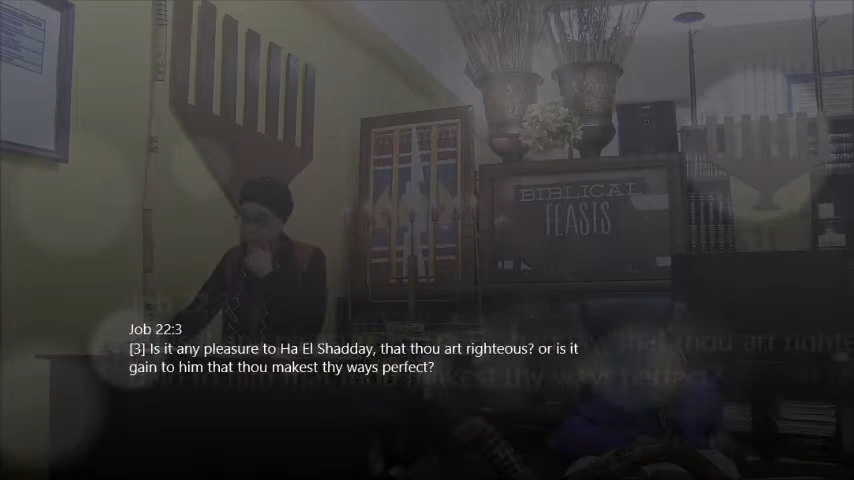 BIBLICAL
FEASTS
Job 22:3
[3] Is it any pleasure to Ha El Shadday, that thou art righteous? or is it
gain to him that thou makest thy ways perfect?